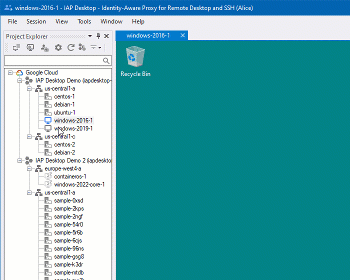 windows-2016-1 - IAP Desktop - Identity-Aware Proxy for Remote Desktop and SSH (Alice)
File Session View Tools Window Help
Project Explorer
windows-2016-1
Google Cloud
IAP Desktop Demo (iapdesktop-
us-central1-a
centos-1
debian-1
ubuntu-1
windows-2016-1
windows-2019-1
us-central1-c
centos-2
debian-2
IAP Desktop Demo 2 (iapdesktop
europe-west4-a
containeros-1
windows-2022-core-1
us-central1-a
sample-0xid
sample-2kps
sample-2ngf
sample-54r0
sample-5r6b
sample-6cjs
sample-96ns
sample-gsg8
sample-k3dr
sample-ntdb
Recycle Bin